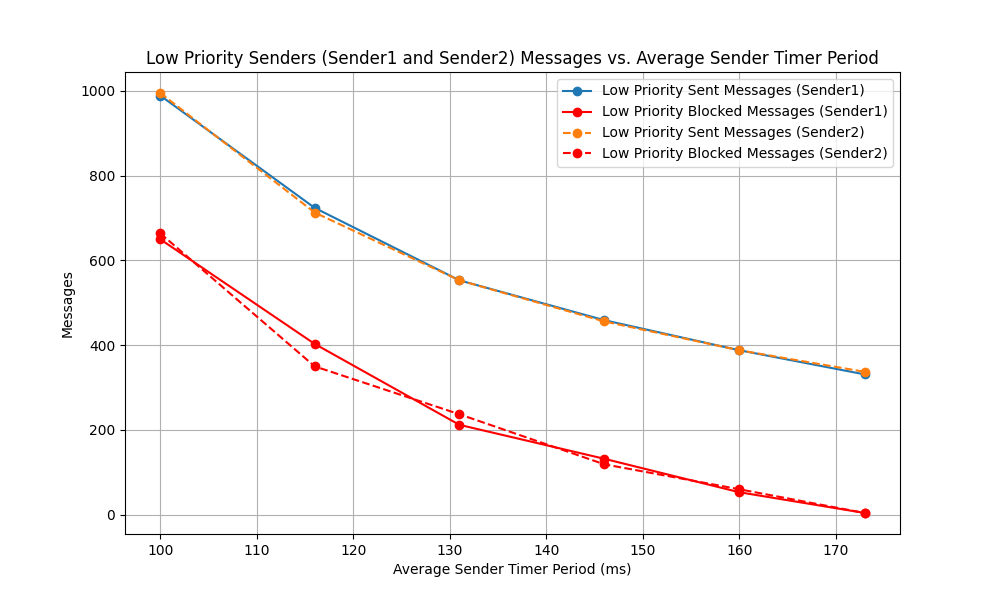 Low Priority Senders (Sender1 and Sender2) Messages vs. Average Sender Timer Period
Low Priority Sent Messages (Sender1)
Low Priority Blocked Messages (Sender1)
Low Priority Sent Messages (Sender2)
Low Priority Blocked Messages (Sender2)
Messages
1000
800
600
400
200
0
100 110 120 130 140 150 160 170
Average Sender Timer Period (ms)